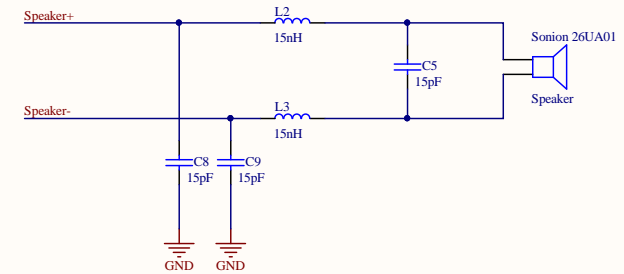 Speaker+
L2
15nH
Sonion 26UA01
C5
15pF
Speaker
Speaker-
L3
15nH
C8
15pF
C9
15pF
GND
GND